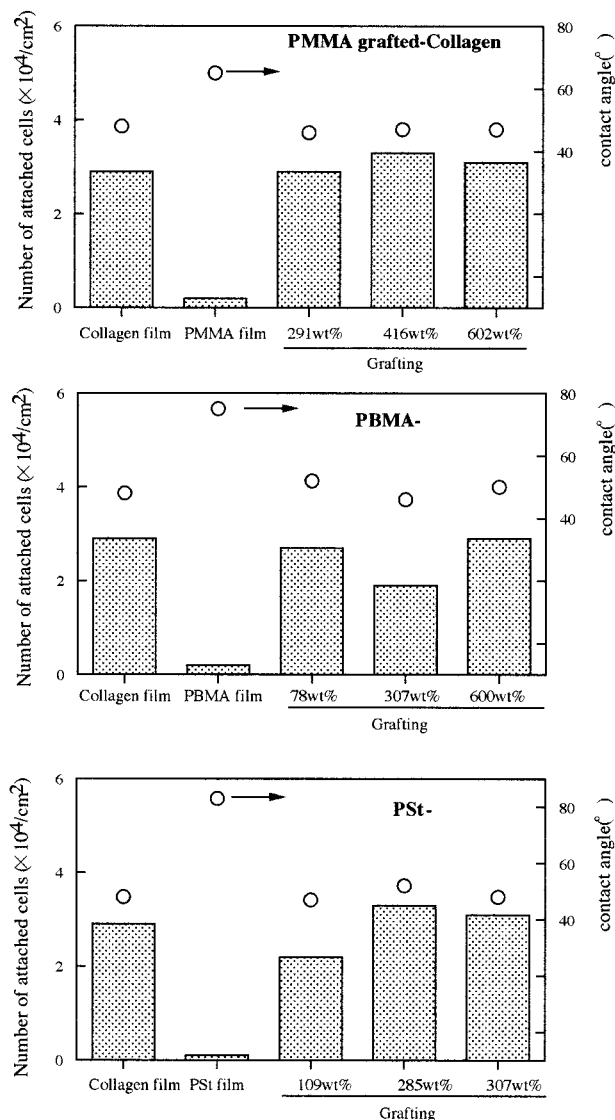 PMMA grafted-Collagen
Number of attached cells (×10⁴/cm²)
6
4
2
0
80
60
40
contact angle(°)
Collagen film PMMA film 291wt% 416wt% 602wt%
Grafting
PBMA-
Number of attached cells (×10⁴/cm²)
6
4
2
0
80
60
40
contact angle(°)
Collagen film PBMA film 78wt% 307wt% 600wt%
Grafting
PSt-
Number of attached cells (×10⁴/cm²)
6
4
2
0
80
60
40
contact angle(°)
Collagen film PSt film 109wt% 285wt% 307wt%
Grafting